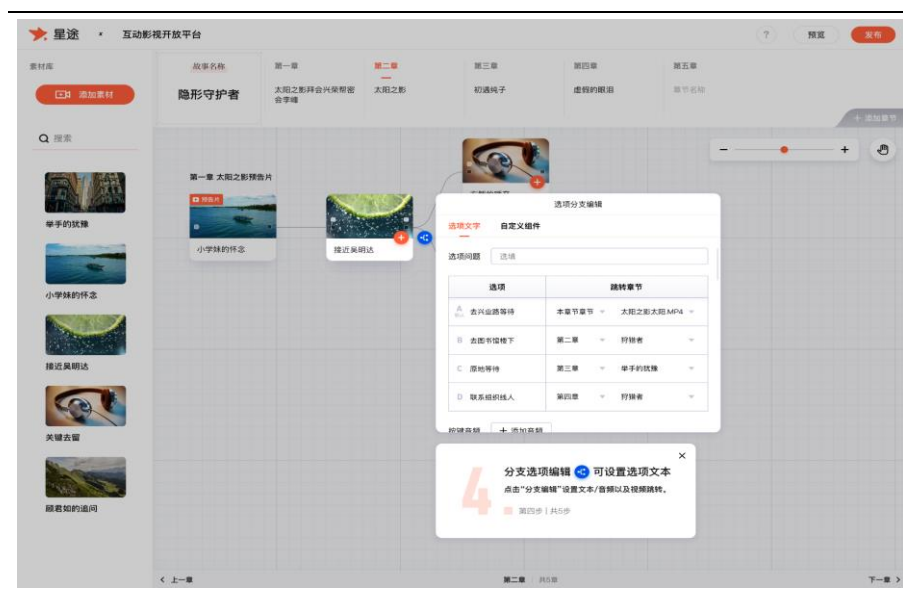 星途
互动影视开放平台
?
预览
发布
素材库
添加素材
搜索
举手的犹豫
小学妹的怀念
接近吴明达
关键去留
顾君如的追问
故事名称
隐形守护者
第一章
太阳之影拜会兴荣帮密会李峰
第二章
太阳之影
第三章
初遇纯子
第四章
虚假的眼泪
第五章
章节名称
+ 添加章节
第一章 太阳之影预告片
预告片
小学妹的怀念
接近吴明达
选项分支编辑
选项文字
自定义组件
选项问题
选填
选项
跳转章节
A
去兴业路等待
本章节章节
太阳之影太阳.MP4
B
去图书馆楼下
第二章
狩猎者
C
原地等待
第三章
举手的犹豫
D
联系组织线人
第四章
狩猎者
按键音频
+ 添加音频
4
分支选项编辑 可设置选项文本
点击“分支编辑”设置文本/音频以及视频跳转。
第四步 | 共5步
< 上一章
第二章
共5章
下一章 >